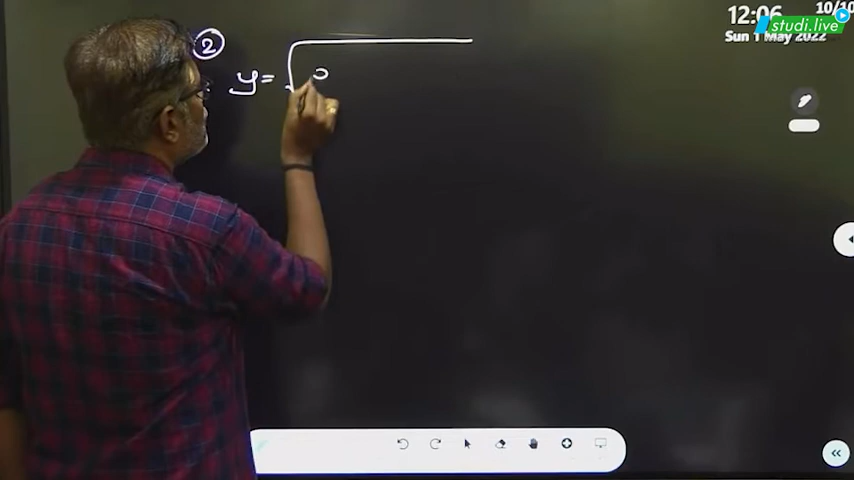 12:06
10/10
studi.live
Sun 1 May 2022
②
y = √